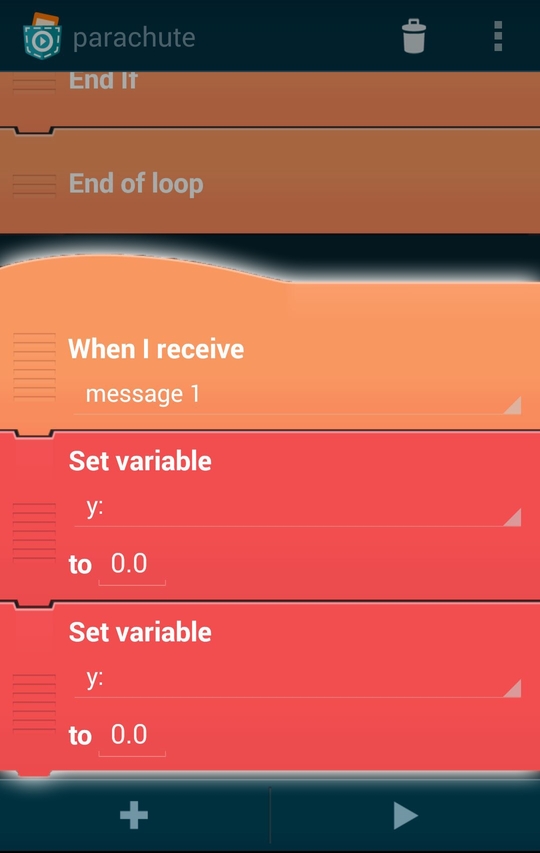 parachute
End If
End of loop
When I receive
message 1
Set variable
y:
to 0.0
Set variable
y:
to 0.0